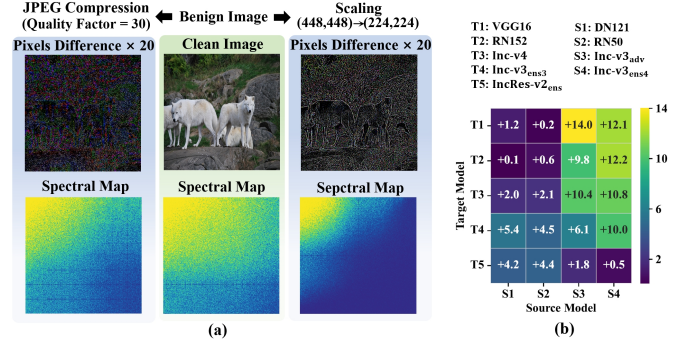 JPEG Compression
(Quality Factor = 30)
Benign Image
Scaling
(448,448)→(224,224)
Pixels Difference × 20
Clean Image
Pixels Difference × 20
Spectral Map
Spectral Map
Sepctral Map
(a)
T1: VGG16
T2: RN152
T3: Inc-v4
T4: Inc-v3ens3
T5: IncRes-v2ens
S1: DN121
S2: RN50
S3: Inc-v3adv
S4: Inc-v3ens4
Target Model
T1 +1.2 +0.2 +14.0 +12.1
T2 +0.1 +0.6 +9.8 +12.2
T3 +2.0 +2.1 +10.4 +10.8
T4 +5.4 +4.5 +6.1 +10.0
T5 +4.2 +4.4 +1.8 +0.5
S1 S2 S3 S4
Source Model
14
10
6
2
(b)